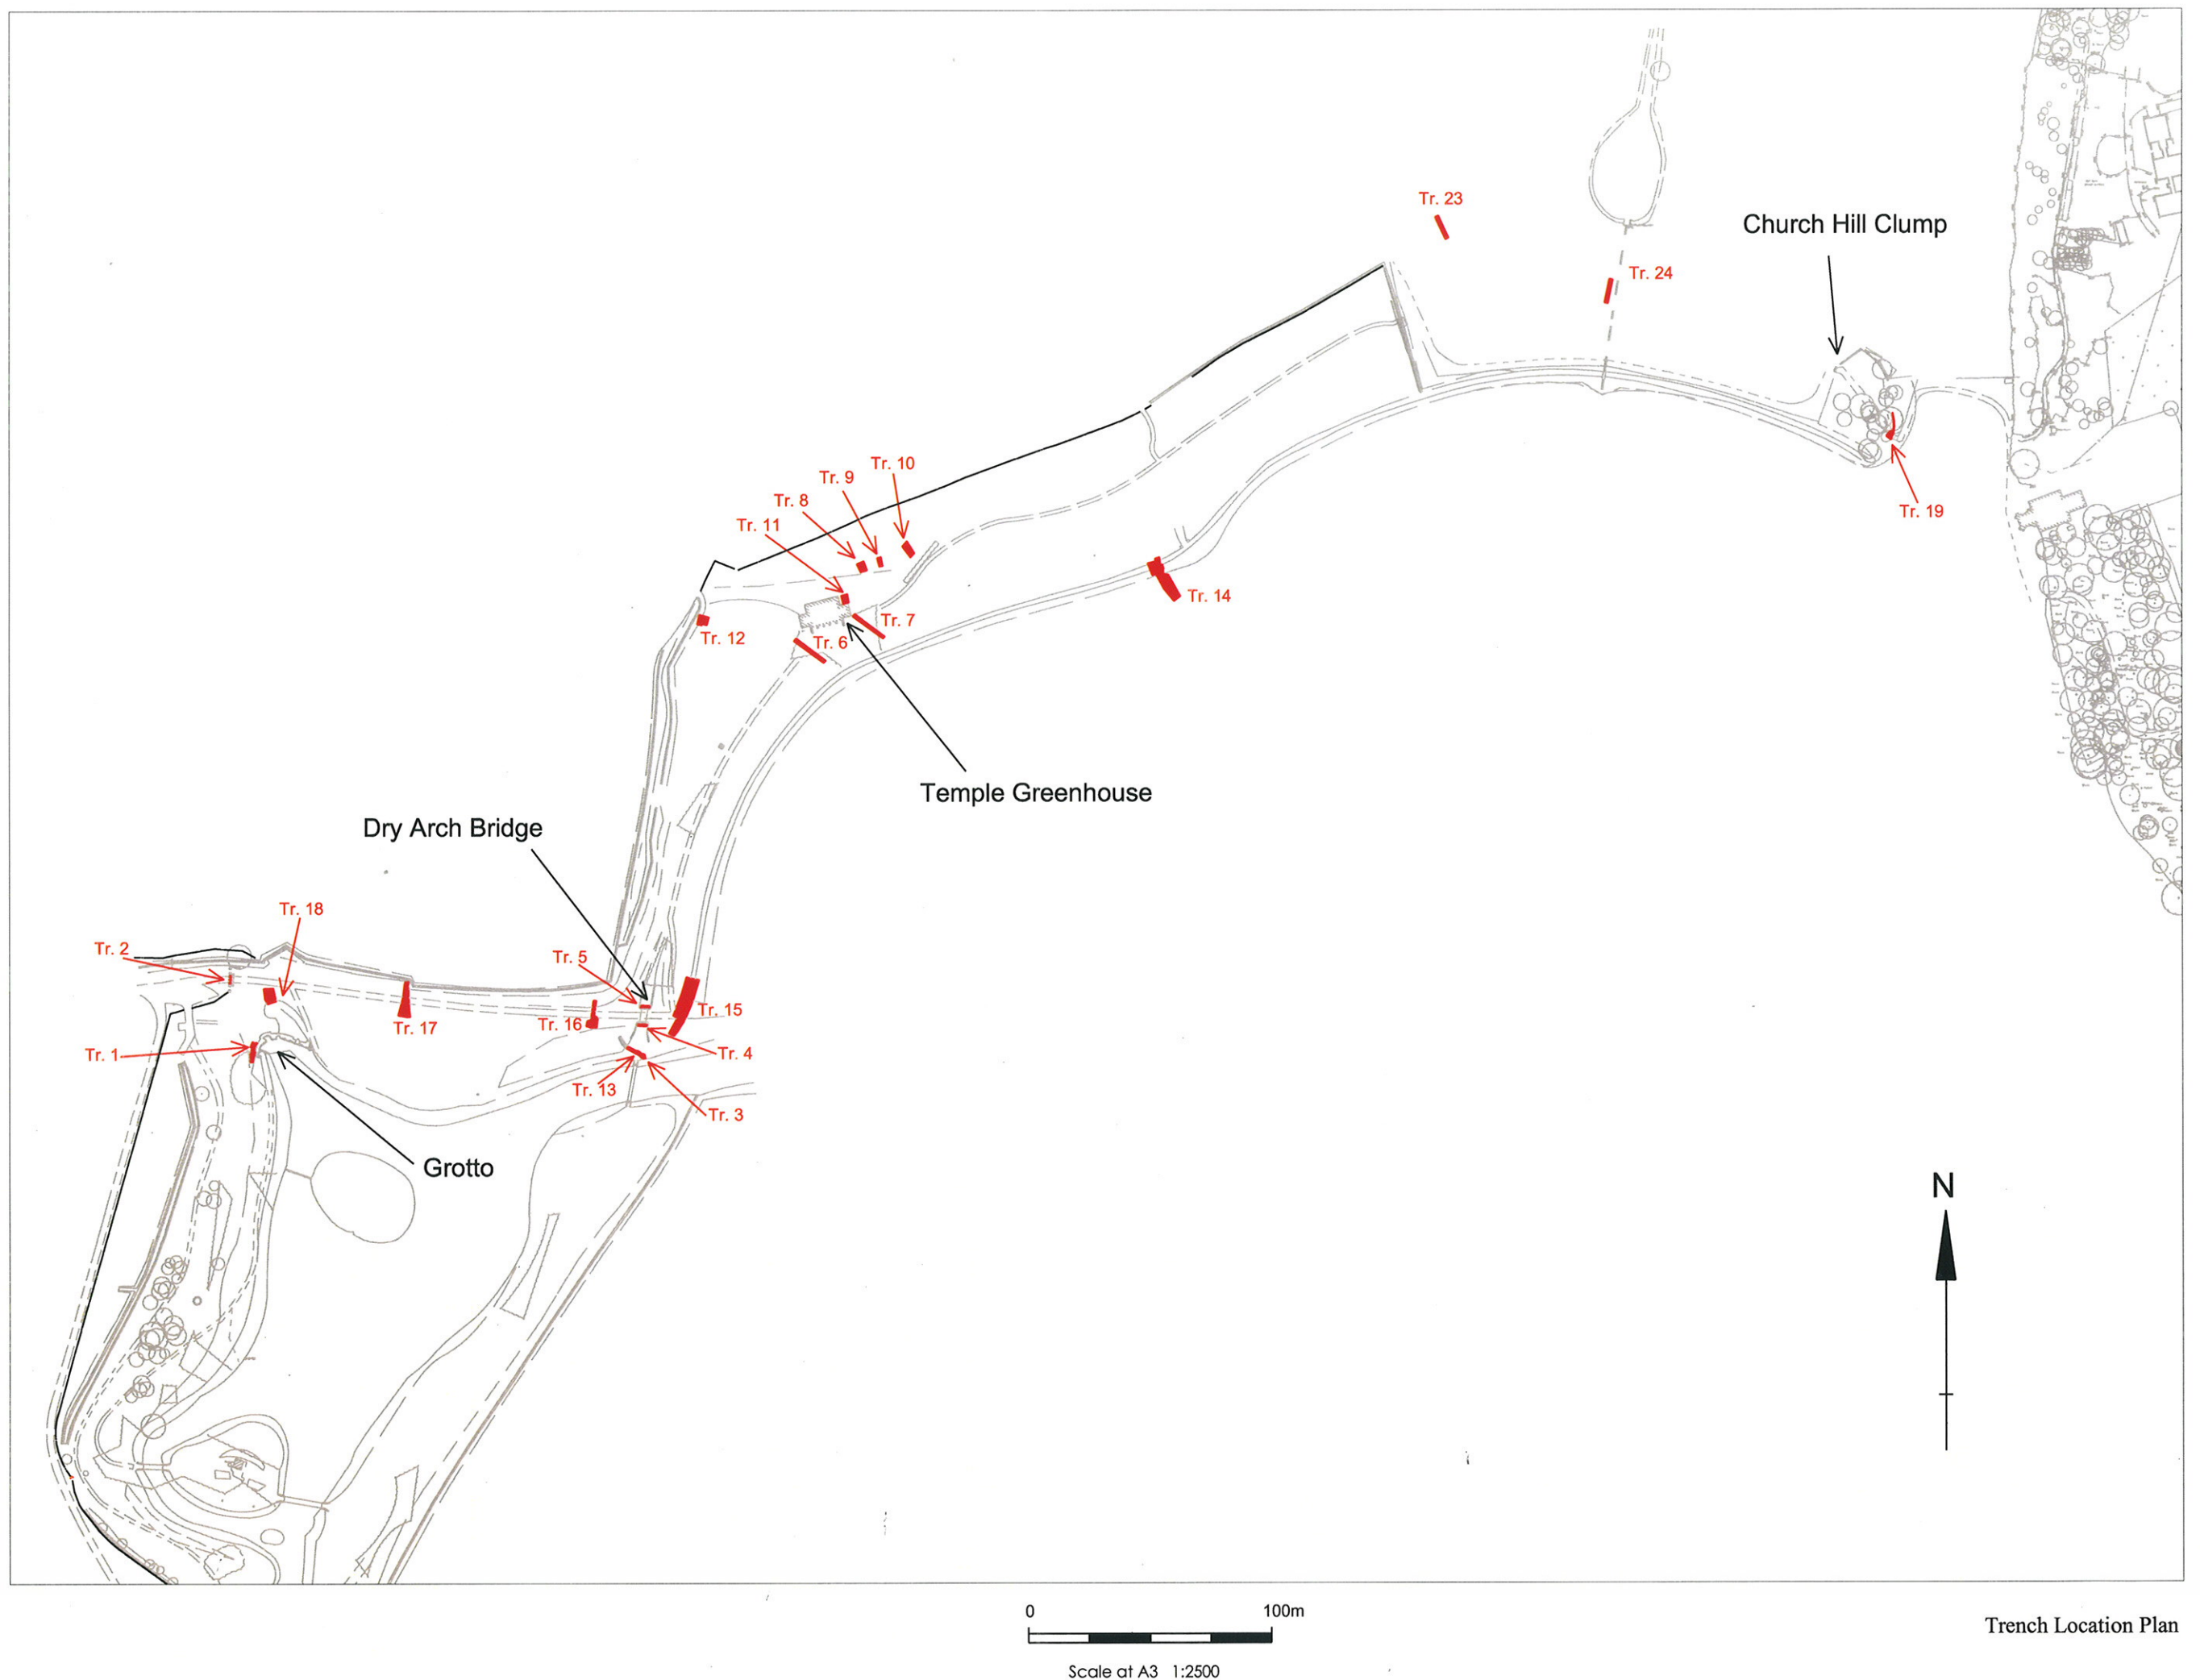 Tr. 23
Church Hill Clump
Tr. 24
Tr. 10
Tr. 9
Tr. 8
Tr. 11
Tr. 19
Tr. 14
Tr. 7
Tr. 12
Tr. 6
Temple Greenhouse
Dry Arch Bridge
Tr. 18
Tr. 2
Tr. 5
Tr. 15
Tr. 16
Tr. 17
Tr. 1
Tr. 4
Tr. 13
Tr. 3
Grotto
N
0 100m
Scale at A3 1:2500
Trench Location Plan